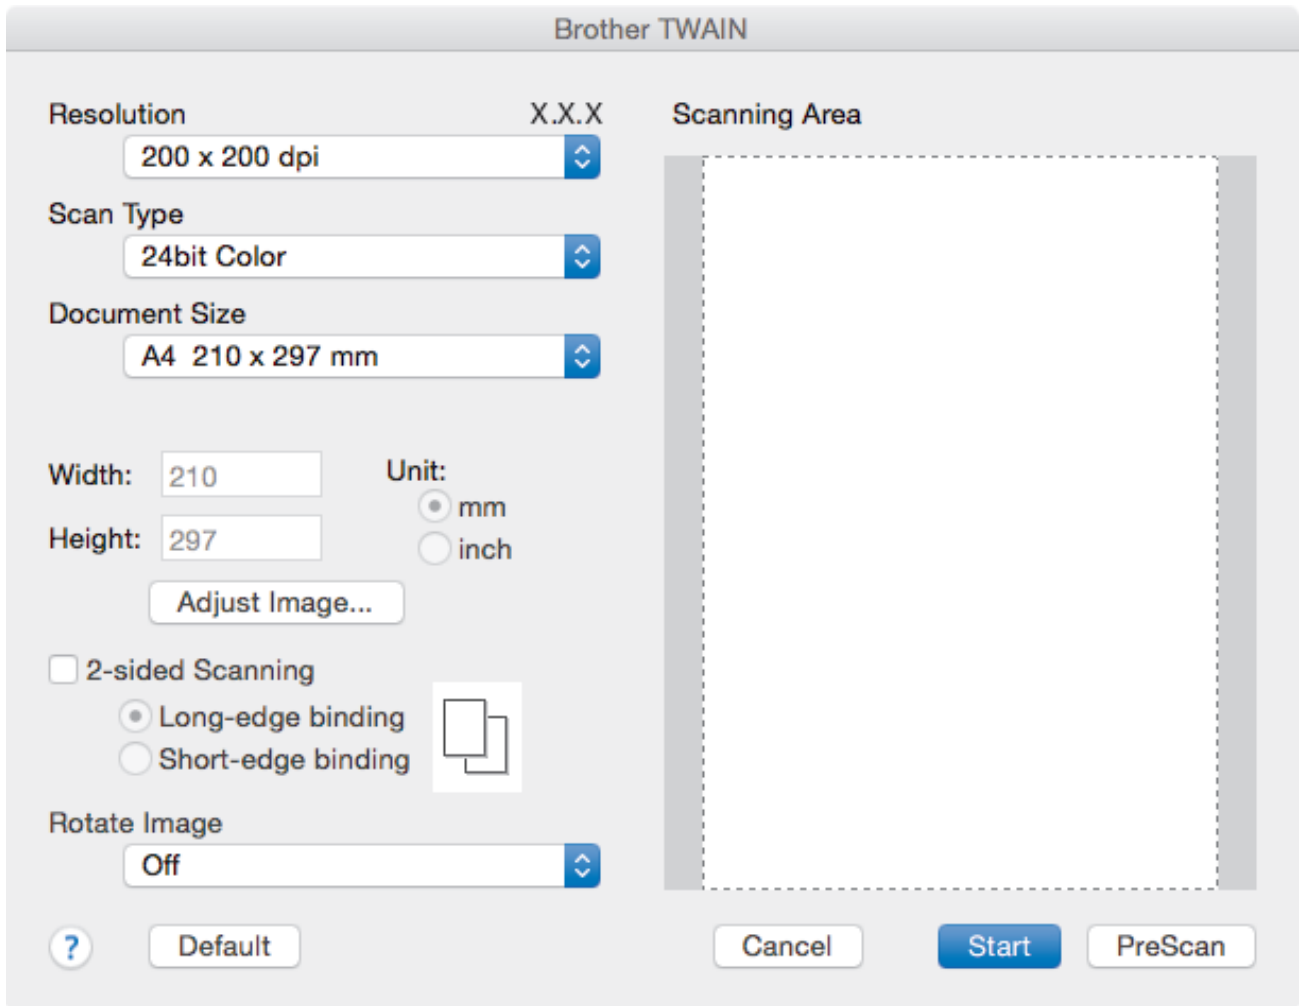 Brother TWAIN
Resolution X.X.X
200 x 200 dpi
Scan Type
24bit Color
Document Size
A4 210 x 297 mm
Width: 210
Height: 297
Unit:
mm
inch
Adjust Image...
2-sided Scanning
Long-edge binding
Short-edge binding
Rotate Image
Off
? Default
Scanning Area
Cancel Start PreScan